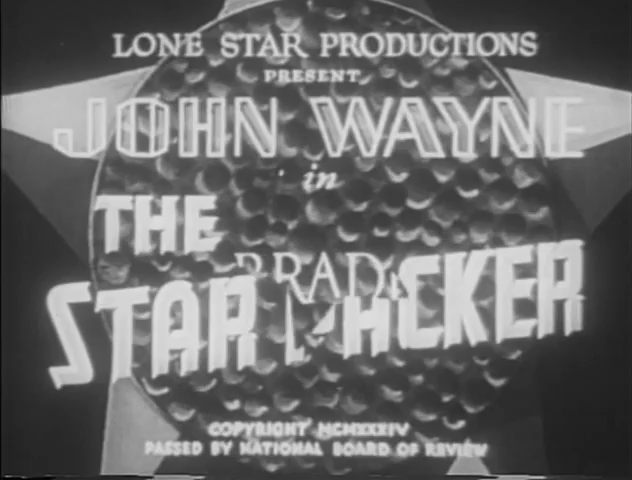 LONE STAR PRODUCTIONS
PRESENT
JOHN WAYNE
in
THE
STAR
COPYRIGHT MCMXXXIV
PASSED BY NATIONAL BOARD OF REVIEW